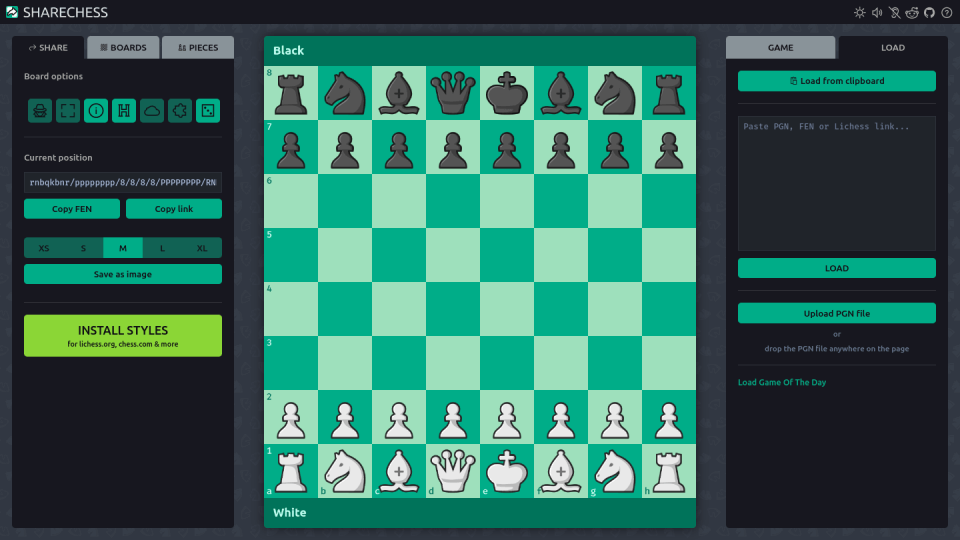 SHARECHESS
SHARE
BOARDS
PIECES
Board options
Current position
rnbqkbnr/pppppppp/8/8/8/8/PPPPPPPP/RN
Copy FEN
Copy link
XS
S
M
L
XL
Save as image
INSTALL STYLES
for lichess.org, chess.com & more
Black
8
7
6
5
4
3
2
1
a
b
c
d
e
f
g
h
White
GAME
LOAD
Load from clipboard
Paste PGN, FEN or Lichess link...
LOAD
Upload PGN file
or
drop the PGN file anywhere on the page
Load Game Of The Day